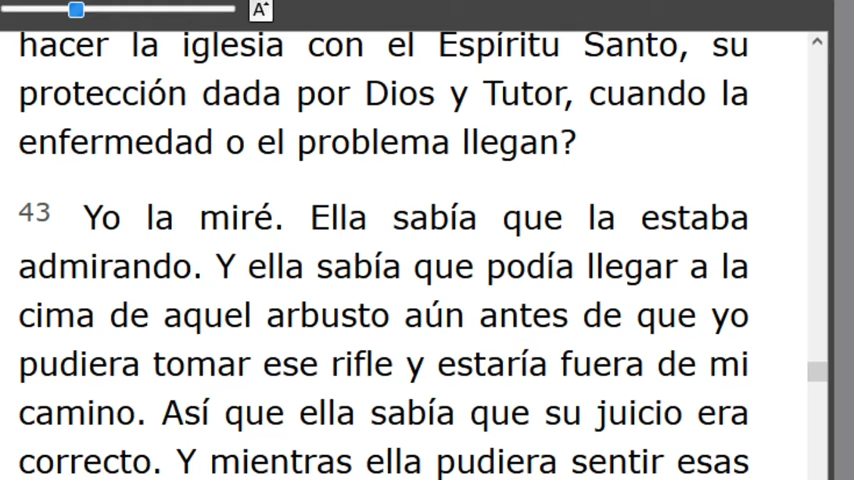 A
hacer la iglesia con el Espíritu Santo, su
protección dada por Dios y Tutor, cuando la
enfermedad o el problema llegan?
43 Yo la miré. Ella sabía que la estaba
admirando. Y ella sabía que podía llegar a la
cima de aquel arbusto aún antes de que yo
pudiera tomar ese rifle y estaría fuera de mi
camino. Así que ella sabía que su juicio era
correcto. Y mientras ella pudiera sentir esas